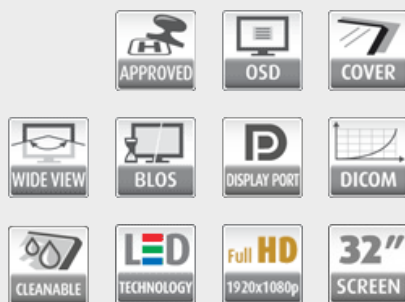 APPROVED
OSD
COVER
WIDE VIEW
BLOS
DISPLAY PORT
DICOM
CLEANABLE
LED
TECHNOLOGY
Full HD
1920x1080p
32"
SCREEN